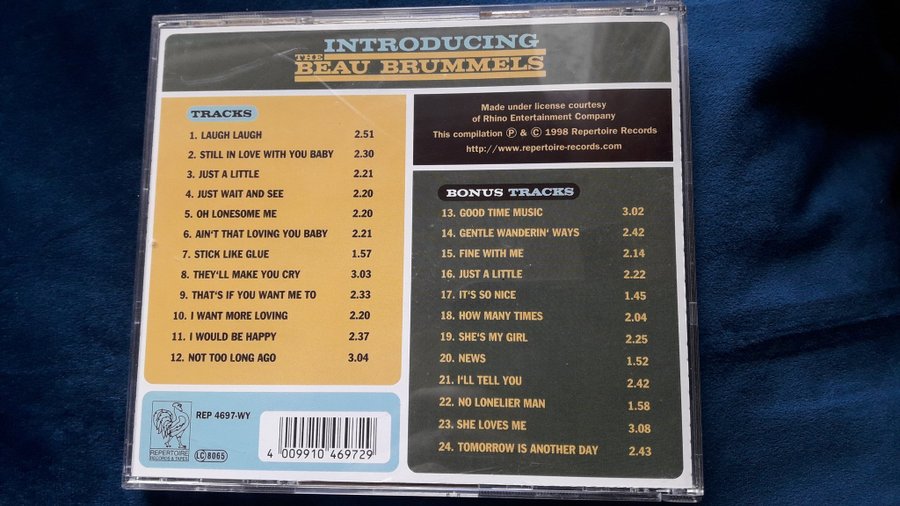 INTRODUCING
THE
BEAU BRUMMELS
TRACKS
1. LAUGH LAUGH 2.51
2. STILL IN LOVE WITH YOU BABY 2.30
3. JUST A LITTLE 2.21
4. JUST WAIT AND SEE 2.20
5. OH LONESOME ME 2.20
6. AIN'T THAT LOVING YOU BABY 2.21
7. STICK LIKE GLUE 1.57
8. THEY'LL MAKE YOU CRY 3.03
9. THAT'S IF YOU WANT ME TO 2.33
10. I WANT MORE LOVING 2.20
11. I WOULD BE HAPPY 2.37
12. NOT TOO LONG AGO 3.04
Made under license courtesy
of Rhino Entertainment Company
This compilation ℗ & © 1998 Repertoire Records
http://www.repertoire-records.com
BONUS TRACKS
13. GOOD TIME MUSIC 3.02
14. GENTLE WANDERIN' WAYS 2.42
15. FINE WITH ME 2.14
16. JUST A LITTLE 2.22
17. IT'S SO NICE 1.45
18. HOW MANY TIMES 2.04
19. SHE'S MY GIRL 2.25
20. NEWS 1.52
21. I'LL TELL YOU 2.42
22. NO LONELIER MAN 1.58
23. SHE LOVES ME 3.08
24. TOMORROW IS ANOTHER DAY 2.43
REPERTOIRE
RECORDS & TAPES
REP 4697-WY
LC 8065
4 009910 469729